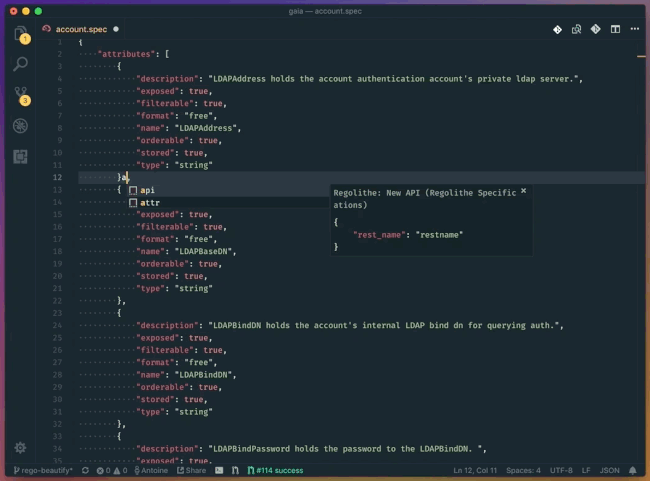 gaia — account.spec
account.spec
1 {
2 "attributes": [
3 {
4 "description": "LDAPAddress holds the account authentication account's private ldap server.",
5 "exposed": true,
6 "filterable": true,
7 "format": "free",
8 "name": "LDAPAddress",
9 "orderable": true,
10 "stored": true,
11 "type": "string"
12 }a,
13 {
api
Regolithe: New API (Regolithe Specific
ations)
14
attr
15 "exposed": true,
16 "filterable": true,
{
17 "format": "free",
"rest_name": "restname"
18 "name": "LDAPBaseDN",
}
19 "orderable": true,
20 "stored": true,
21 "type": "string"
22 },
23 {
24 "description": "LDAPBindDN holds the account's internal LDAP bind dn for querying auth.",
25 "exposed": true,
26 "filterable": true,
27 "format": "free",
28 "name": "LDAPBindDN",
29 "orderable": true,
30 "stored": true,
31 "type": "string"
32 },
33 {
34 "description": "LDAPBindPassword holds the password to the LDAPBindDN. ",
35 "exposed": true,
1
3
rego-beautify* 0 0 Antoine Share #114 success Ln 12, Col 11 Spaces: 4 UTF-8 LF JSON